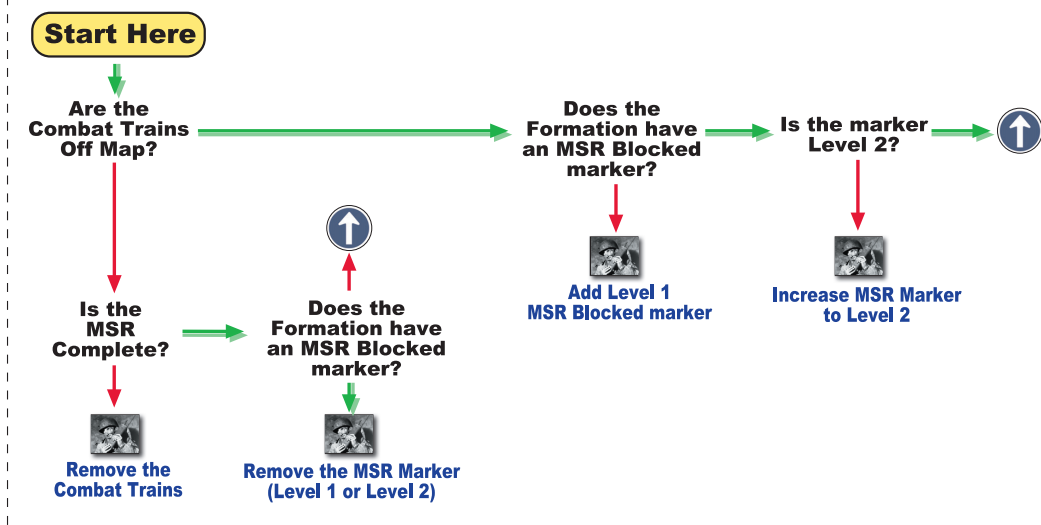 Start Here
Are the
Combat Trains
Off Map?
Does the
Formation have
an MSR Blocked
marker?
Is the marker
Level 2?
Add Level 1
MSR Blocked marker
Increase MSR Marker
to Level 2
Is the
MSR
Complete?
Does the
Formation have
an MSR Blocked
marker?
Remove the
Combat Trains
Remove the MSR Marker
(Level 1 or Level 2)